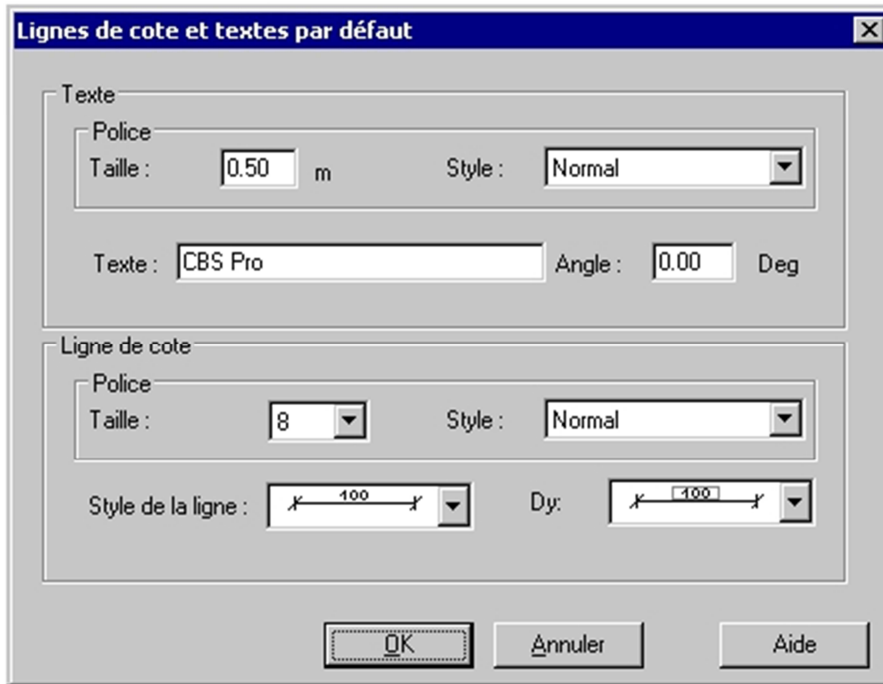 Lignes de cote et textes par défaut
Texte
Police
Taille : 0.50 m Style : Normal
Texte : CBS Pro Angle : 0.00 Deg
Ligne de cote
Police
Taille : 8 Style : Normal
Style de la ligne : 100 Dy: 100
OK Annuler Aide